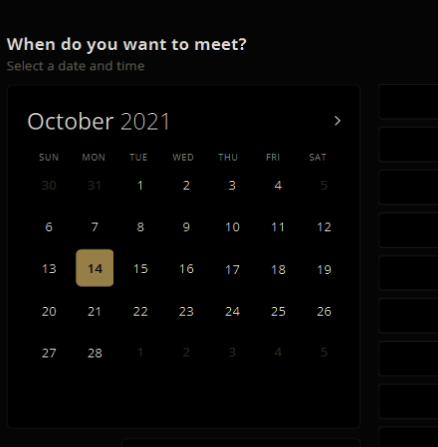 When do you want to meet?
Select a date and time
October 2021 >
SUN MON TUE WED THU FRI SAT
30 31 1 2 3 4 5
6 7 8 9 10 11 12
13 14 15 16 17 18 19
20 21 22 23 24 25 26
27 28 1 2 3 4 5